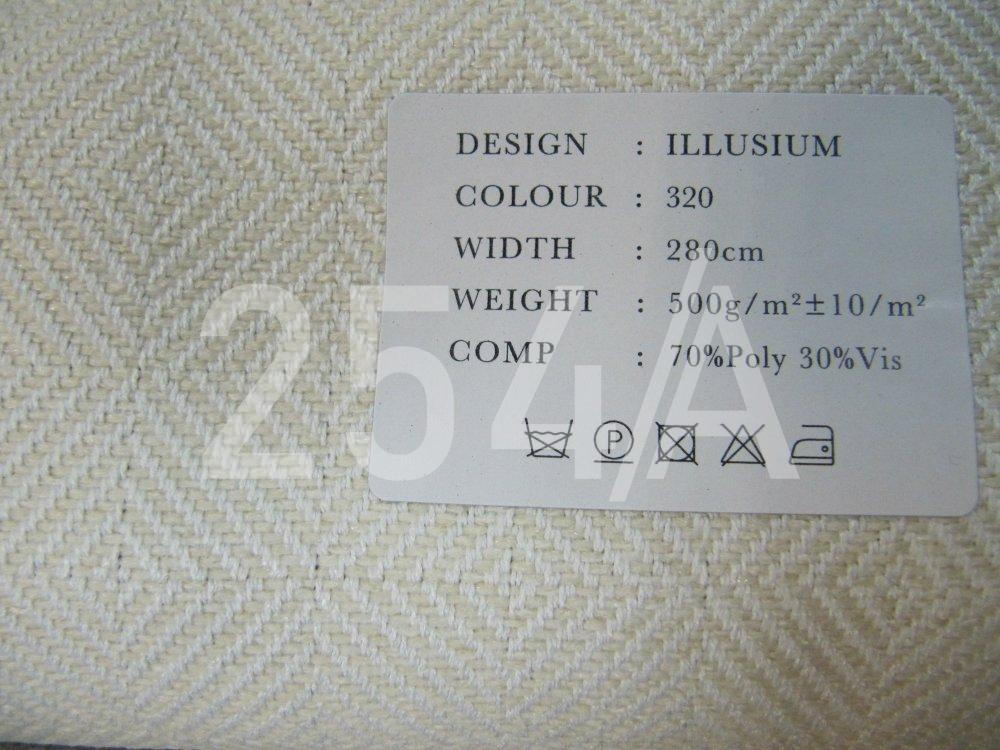 DESIGN : ILLUSIUM
COLOUR : 320
WIDTH : 280cm
WEIGHT : 500g/m²±10/m²
COMP : 70%Poly 30%Vis
P
254/A